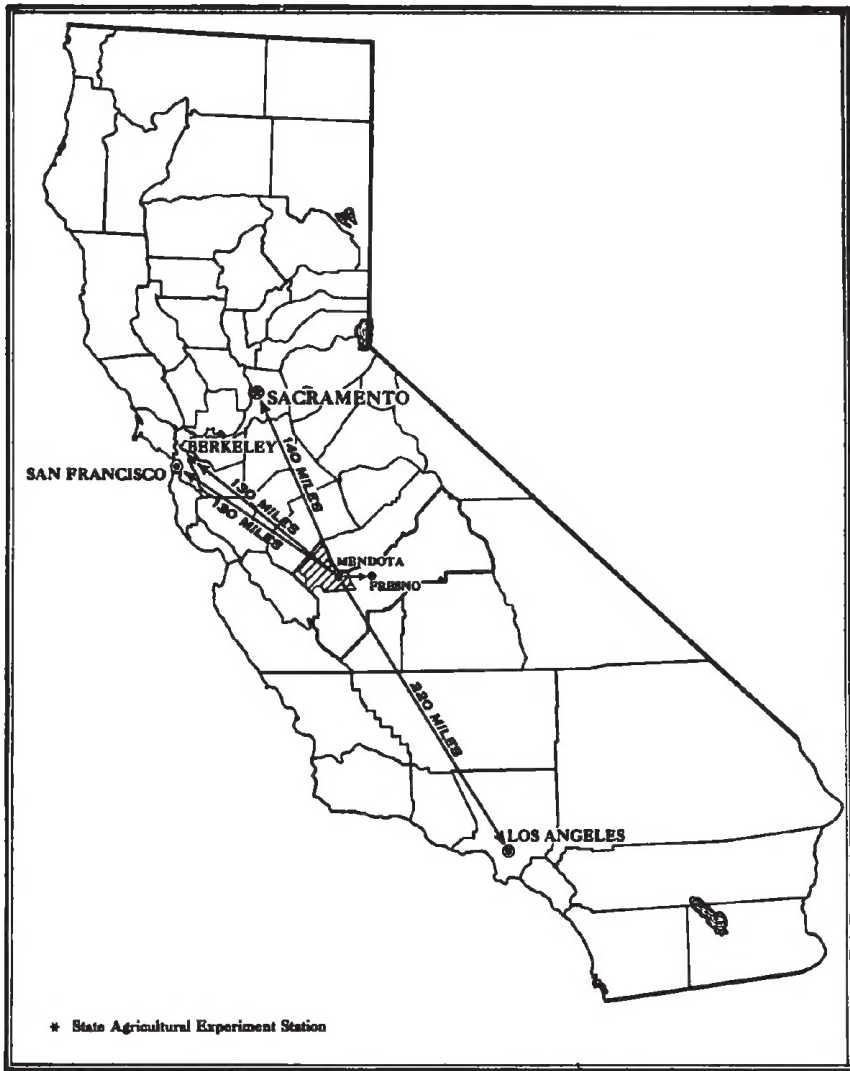 SACRAMENTO
BERKELEY
SAN FRANCISCO
140 MILES
130 MILES
130 MILES
MENDOTA
FRESNO
220 MILES
LOS ANGELES
* State Agricultural Experiment Station